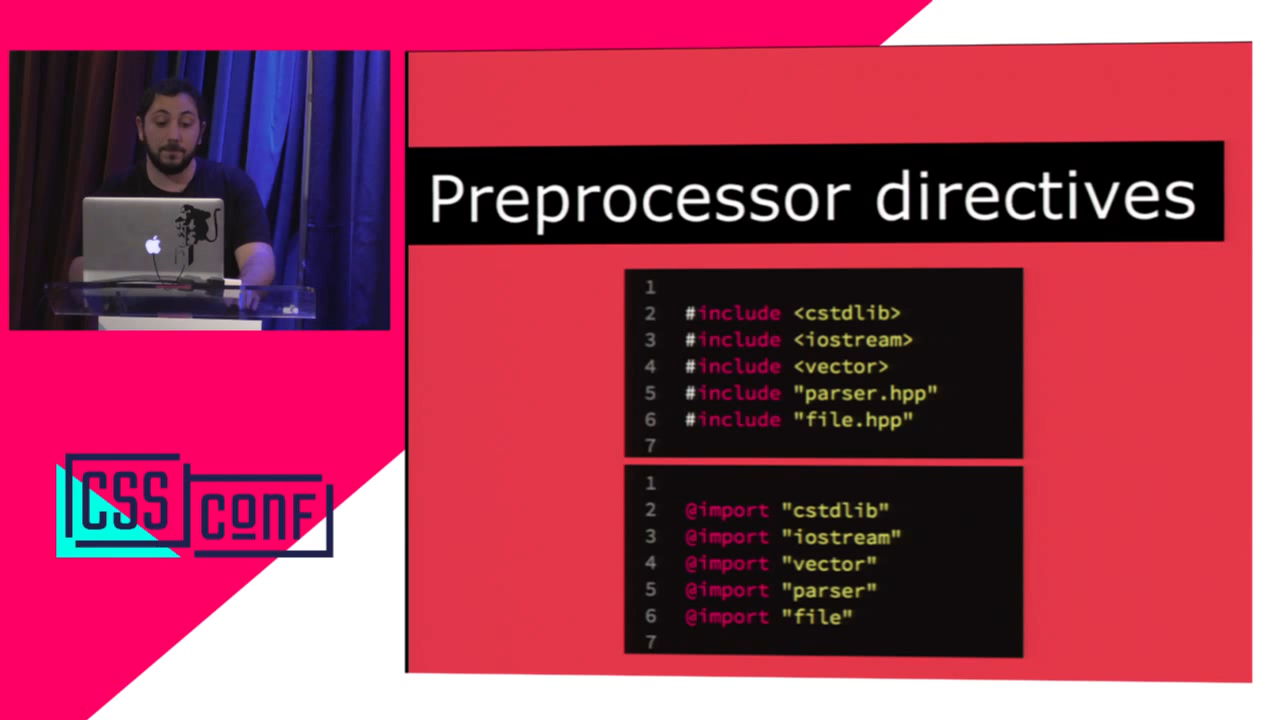 Preprocessor directives
1
2 #include <cstdlib>
3 #include <iostream>
4 #include <vector>
5 #include "parser.hpp"
6 #include "file.hpp"
7
1
2 @import "cstdlib"
3 @import "iostream"
4 @import "vector"
5 @import "parser"
6 @import "file"
7
CSS CONF